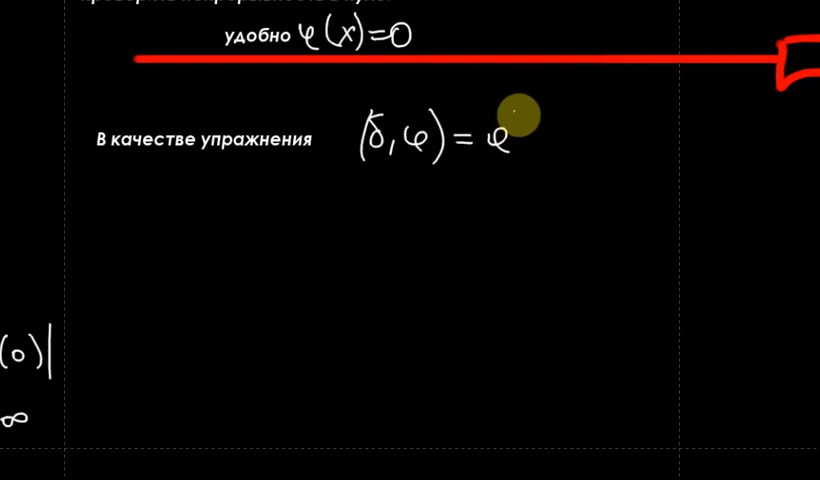 удобно φ(x)=0
В качестве упражнения (δ,φ)=φ
(0)|
∞